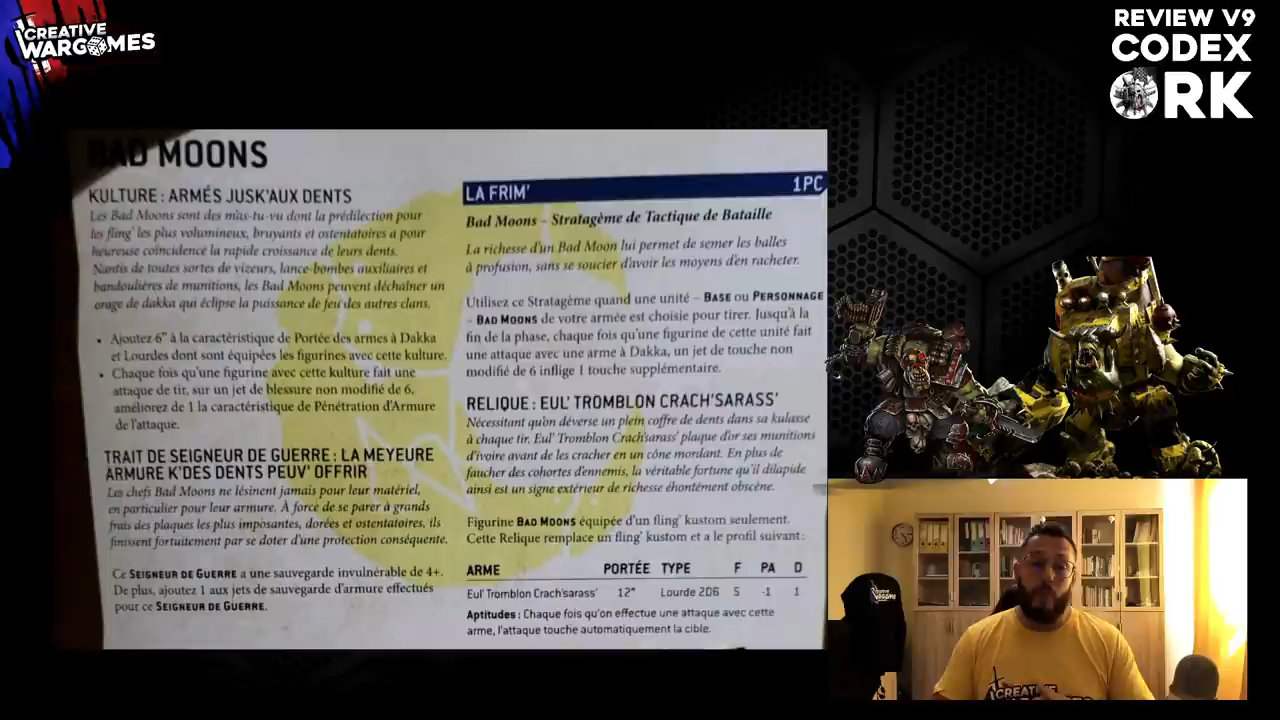 CREATIVE
WARGAMES
REVIEW V9
CODEX
ORK
BAD MOONS
KULTURE : ARMÉS JUSK'AUX DENTS
Les Bad Moons sont des m'as-tu-vu dont la prédilection pour
les fling' les plus volumineux, bruyants et ostentatoires a pour
heureuse coïncidence la rapide croissance de leurs dents.
Nantis de toutes sortes de vizeurs, lance-bombes auxiliaires et
bandoulières de munitions, les Bad Moons peuvent déchaîner un
orage de dakka qui éclipse la puissance de feu des autres clans.
• Ajoutez 6" à la caractéristique de Portée des armes à Dakka
et Lourdes dont sont équipées les figurines avec cette kulture.
• Chaque fois qu'une figurine avec cette kulture fait une
attaque de tir, sur un jet de blessure non modifié de 6,
améliorez de 1 la caractéristique de Pénétration d'Armure
de l'attaque.
TRAIT DE SEIGNEUR DE GUERRE : LA MEYEURE
ARMURE K'DES DENTS PEUV' OFFRIR
Les chefs Bad Moons ne lésinent jamais pour leur matériel,
en particulier pour leur armure. À force de se parer à grands
frais des plaques les plus imposantes, dorées et ostentatoires, ils
finissent fortuitement par se doter d'une protection conséquente.
Ce SEIGNEUR DE GUERRE a une sauvegarde invulnérable de 4+.
De plus, ajoutez 1 aux jets de sauvegarde d'armure effectués
pour ce SEIGNEUR DE GUERRE.
LA FRIM' 1PC
Bad Moons – Stratagème de Tactique de Bataille
La richesse d'un Bad Moon lui permet de semer les balles
à profusion, sans se soucier d'avoir les moyens d'en racheter.
Utilisez ce Stratagème quand une unité – BASE ou PERSONNAGE
– BAD MOONS de votre armée est choisie pour tirer. Jusqu'à la
fin de la phase, chaque fois qu'une figurine de cette unité fait
une attaque avec une arme à Dakka, un jet de touche non
modifié de 6 inflige 1 touche supplémentaire.
RELIQUE : EUL' TROMBLON CRACH'SARASS'
Nécessitant qu'on déverse un plein coffre de dents dans sa kulasse
à chaque tir. Eul' Tromblon Crach'sarass' plaque d'or ses munitions
d'ivoire avant de les cracher en un cône mordant. En plus de
faucher des cohortes d'ennemis, la véritable fortune qu'il dilapide
ainsi est un signe extérieur de richesse éhontément obscène.
Figurine BAD MOONS équipée d'un fling' kustom seulement.
Cette Relique remplace un fling' kustom et a le profil suivant :
ARME PORTÉE TYPE F PA D
Eul' Tromblon Crach'sarass' 12" Lourde 2D6 5 -1 1
Aptitudes : Chaque fois qu'on effectue une attaque avec cette
arme, l'attaque touche automatiquement la cible.
CREATIVE